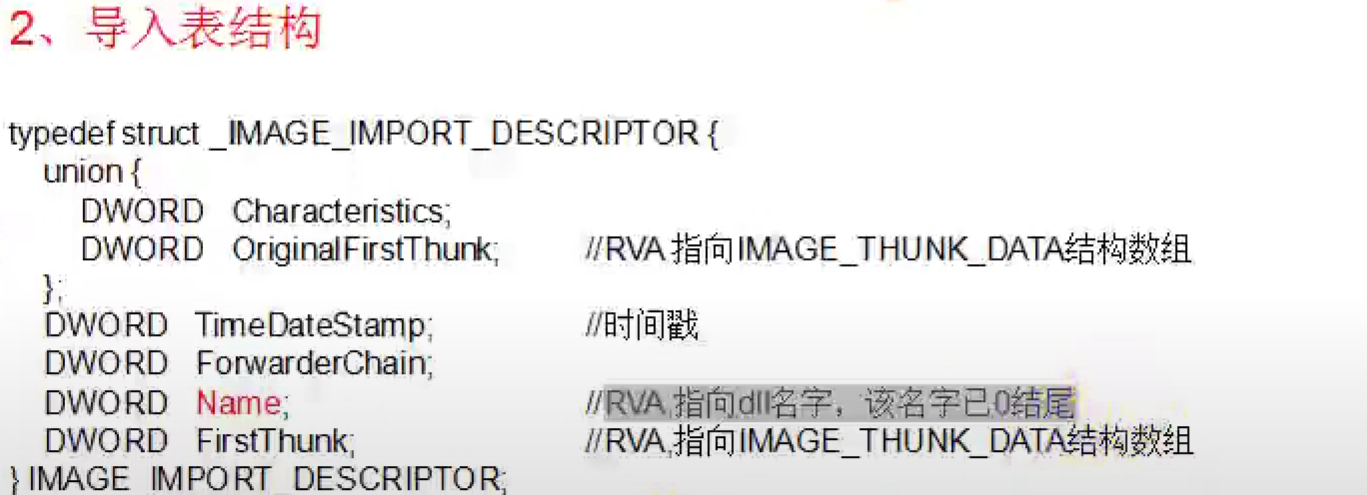 2、导入表结构
typedef struct _IMAGE_IMPORT_DESCRIPTOR {
union {
DWORD Characteristics;
DWORD OriginalFirstThunk; //RVA 指向IMAGE_THUNK_DATA结构数组
};
DWORD TimeDateStamp; //时间戳
DWORD ForwarderChain;
DWORD Name; //RVA,指向dll名字，该名字已0结尾
DWORD FirstThunk; //RVA,指向IMAGE_THUNK_DATA结构数组
} IMAGE_IMPORT_DESCRIPTOR;